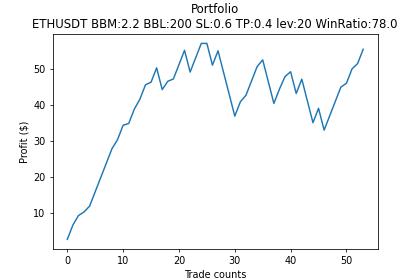 Portfolio
ETHUSDT BBM:2.2 BBL:200 SL:0.6 TP:0.4 lev:20 WinRatio:78.0
Profit ($)
50
40
30
20
10
0 10 20 30 40 50
Trade counts